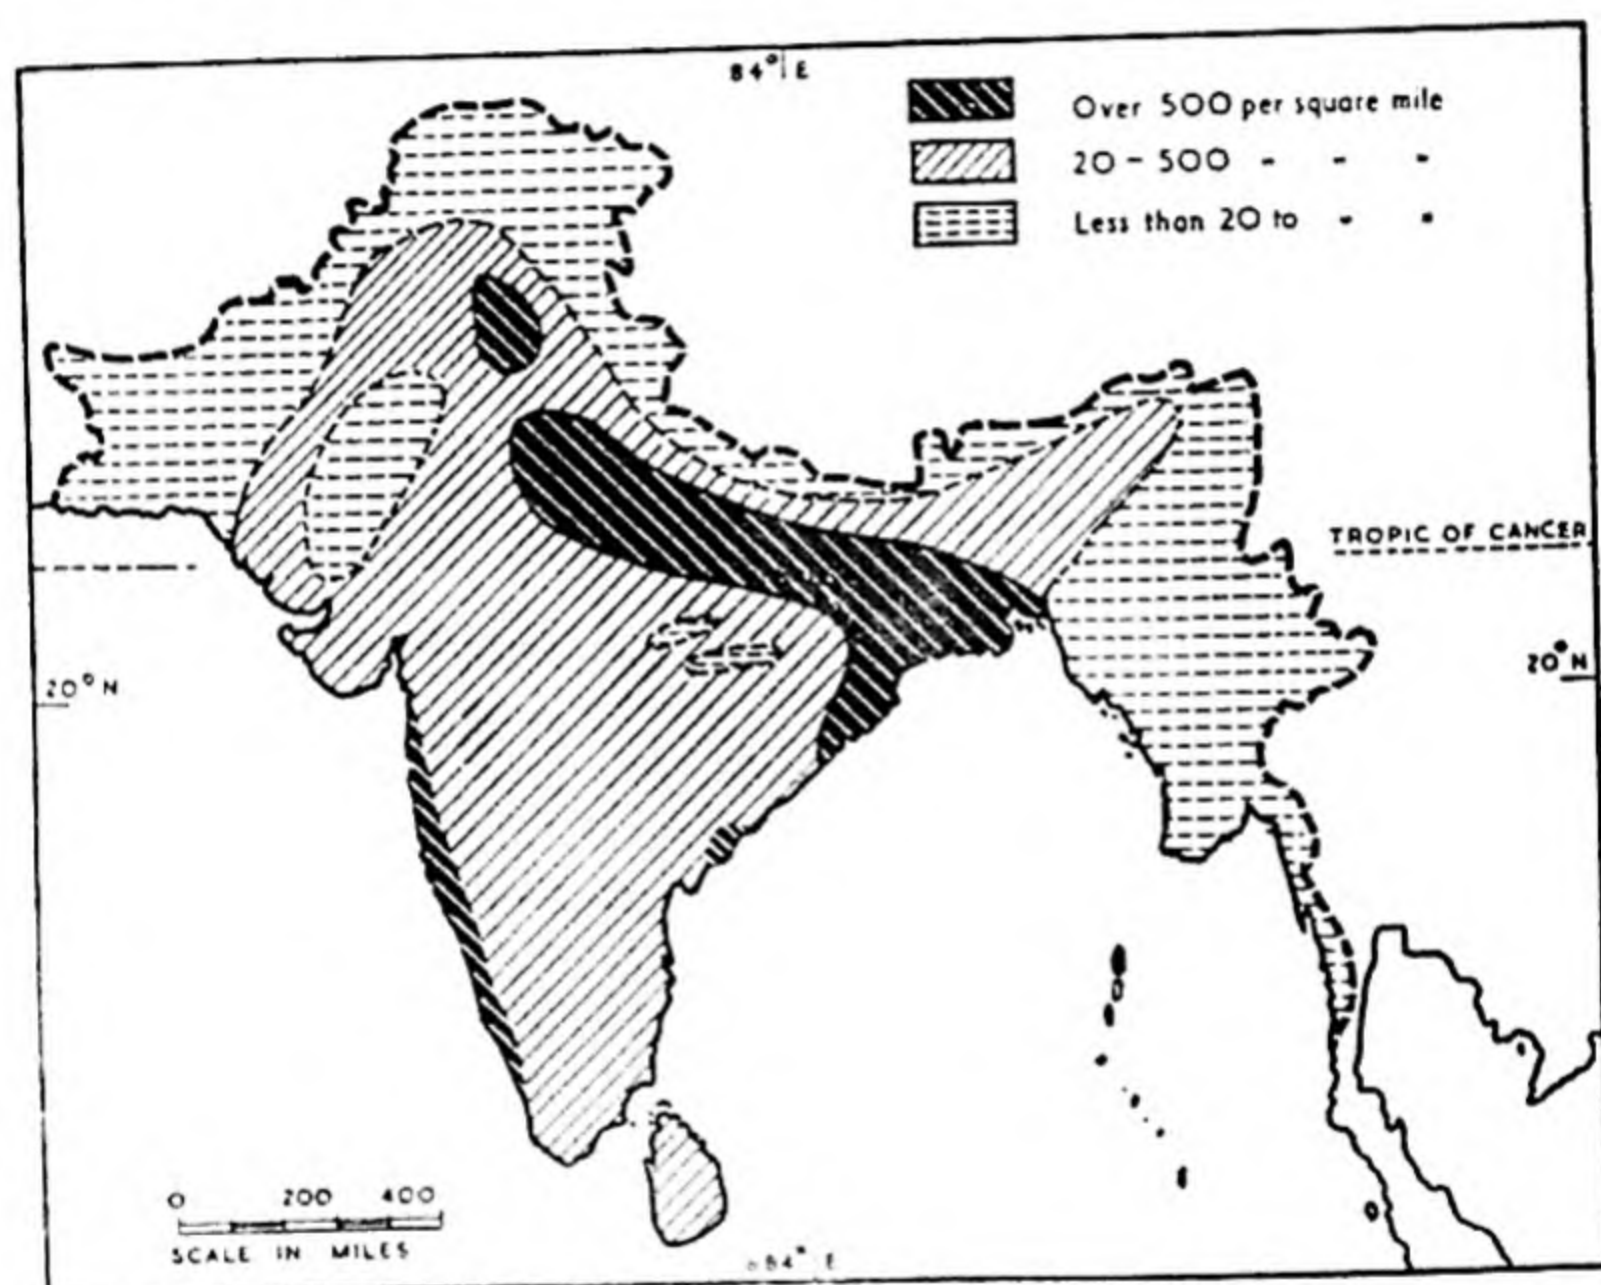 84° E
Over 500 per square mile
20 - 500 - - -
Less than 20 to - -
TROPIC OF CANCER
20° N
20° N
0 200 400
SCALE IN MILES
84° E